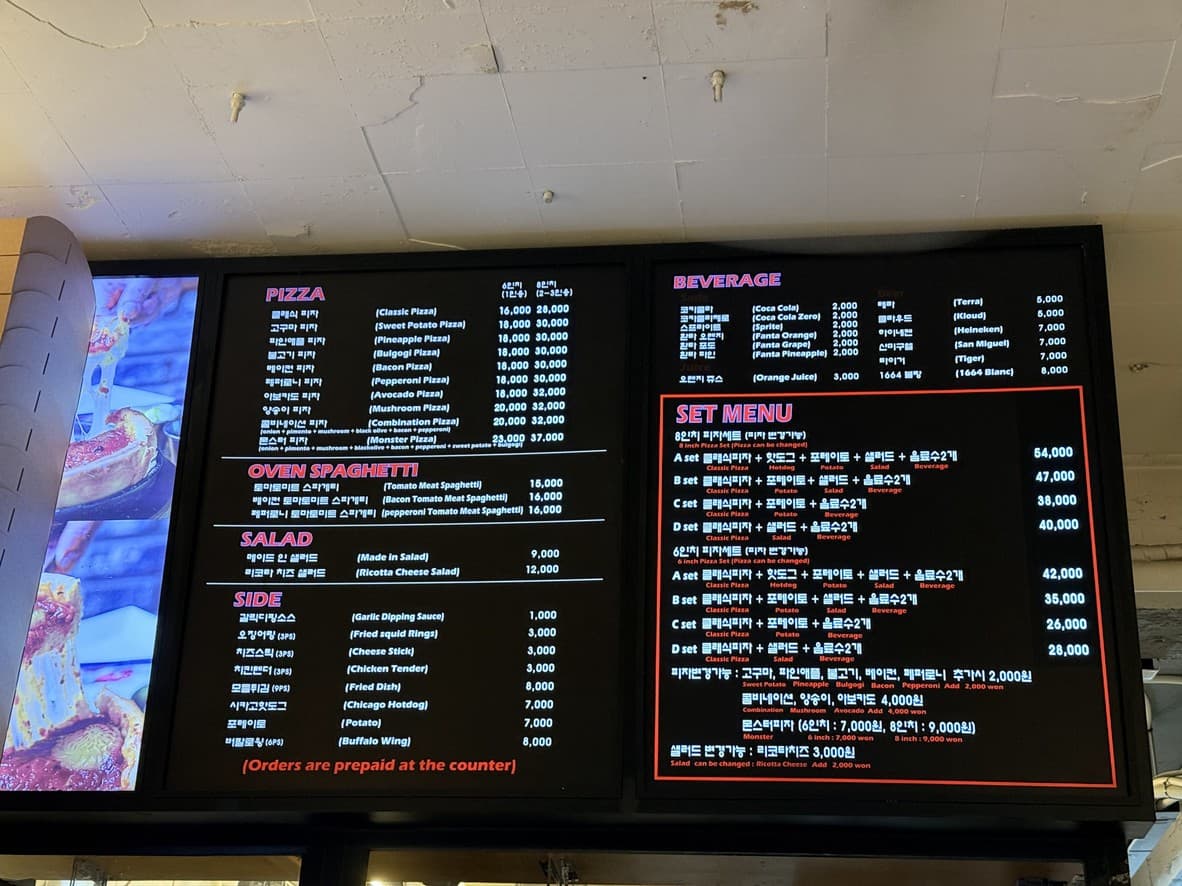 PIZZA
6인치 8인치
(1인용) (2~3인용)
클래식 피자 (Classic Pizza) 16,000 28,000
고구마 피자 (Sweet Potato Pizza) 18,000 30,000
파인애플 피자 (Pineapple Pizza) 18,000 30,000
불고기 피자 (Bulgogi Pizza) 18,000 30,000
베이컨 피자 (Bacon Pizza) 18,000 30,000
페퍼로니 피자 (Pepperoni Pizza) 18,000 30,000
아보카도 피자 (Avocado Pizza) 18,000 32,000
양송이 피자 (Mushroom Pizza) 20,000 32,000
콤비네이션 피자 (Combination Pizza) 20,000 32,000
(onion + pimento + mushroom + black olive + bacon + pepperoni)
몬스터 피자 (Monster Pizza) 23,000 37,000
(onion + pimento + mushroom + blackolive + bacon + pepperoni + sweet potato + bulgogi)
OVEN SPAGHETTI
토마토미트 스파게티 (Tomato Meat Spaghetti) 15,000
베이컨 토마토미트 스파게티 (Bacon Tomato Meat Spaghetti) 16,000
페퍼로니 토마토미트 스파게티 (pepperoni Tomato Meat Spaghetti) 16,000
SALAD
메이드 인 샐러드 (Made in Salad) 9,000
리코타 치즈 샐러드 (Ricotta Cheese Salad) 12,000
SIDE
갈릭디핑소스 (Garlic Dipping Sauce) 1,000
오징어링 (3PS) (Fried squid Rings) 3,000
치즈스틱 (3PS) (Cheese Stick) 3,000
치킨텐더 (3PS) (Chicken Tender) 3,000
모듬튀김 (9PS) (Fried Dish) 8,000
시카고핫도그 (Chicago Hotdog) 7,000
포테이토 (Potato) 7,000
버팔로윙 (6PS) (Buffalo Wing) 8,000
(Orders are prepaid at the counter)
BEVERAGE
코카콜라 (Coca Cola) 2,000
코카콜라제로 (Coca Cola Zero) 2,000
스프라이트 (Sprite) 2,000
환타 오렌지 (Fanta Orange) 2,000
환타 포도 (Fanta Grape) 2,000
환타 파인 (Fanta Pineapple) 2,000
Juice
오렌지 쥬스 (Orange Juice) 3,000
Beer
테라 (Terra) 5,000
클라우드 (Kloud) 5,000
하이네켄 (Heineken) 7,000
산미구엘 (San Miguel) 7,000
타이거 (Tiger) 7,000
1664 블랑 (1664 Blanc) 8,000
SET MENU
8인치 피자세트 (피자 변경가능)
8 inch Pizza Set (Pizza can be changed)
A set 클래식피자 + 핫도그 + 포테이토 + 샐러드 + 음료수2개 54,000
Classic Pizza Hotdog Potato Salad Beverage
B set 클래식피자 + 포테이토 + 샐러드 + 음료수2개 47,000
Classic Pizza Potato Salad Beverage
C set 클래식피자 + 포테이토 + 음료수2개 38,000
Classic Pizza Potato Beverage
D set 클래식피자 + 샐러드 + 음료수2개 40,000
Classic Pizza Salad Beverage
6인치 피자세트 (피자 변경가능)
6 inch Pizza Set (Pizza can be changed)
A set 클래식피자 + 핫도그 + 포테이토 + 샐러드 + 음료수2개 42,000
Classic Pizza Hotdog Potato Salad Beverage
B set 클래식피자 + 포테이토 + 샐러드 + 음료수2개 35,000
Classic Pizza Potato Salad Beverage
C set 클래식피자 + 포테이토 + 음료수2개 26,000
Classic Pizza Potato Beverage
D set 클래식피자 + 샐러드 + 음료수2개 28,000
Classic Pizza Salad Beverage
피자변경가능 : 고구마, 파인애플, 불고기, 베이컨, 페퍼로니 추가시 2,000원
Sweet Potato Pineapple Bulgogi Bacon Pepperoni Add 2,000 won
콤비네이션, 양송이, 아보카도 4,000원
Combination Mushroom Avocado Add 4,000 won
몬스터피자 (6인치 : 7,000원, 8인치 : 9,000원)
Monster 6 inch : 7,000 won 8 inch : 9,000 won
샐러드 변경가능 : 리코타치즈 3,000원
Salad can be changed : Ricotta Cheese Add 2,000 won